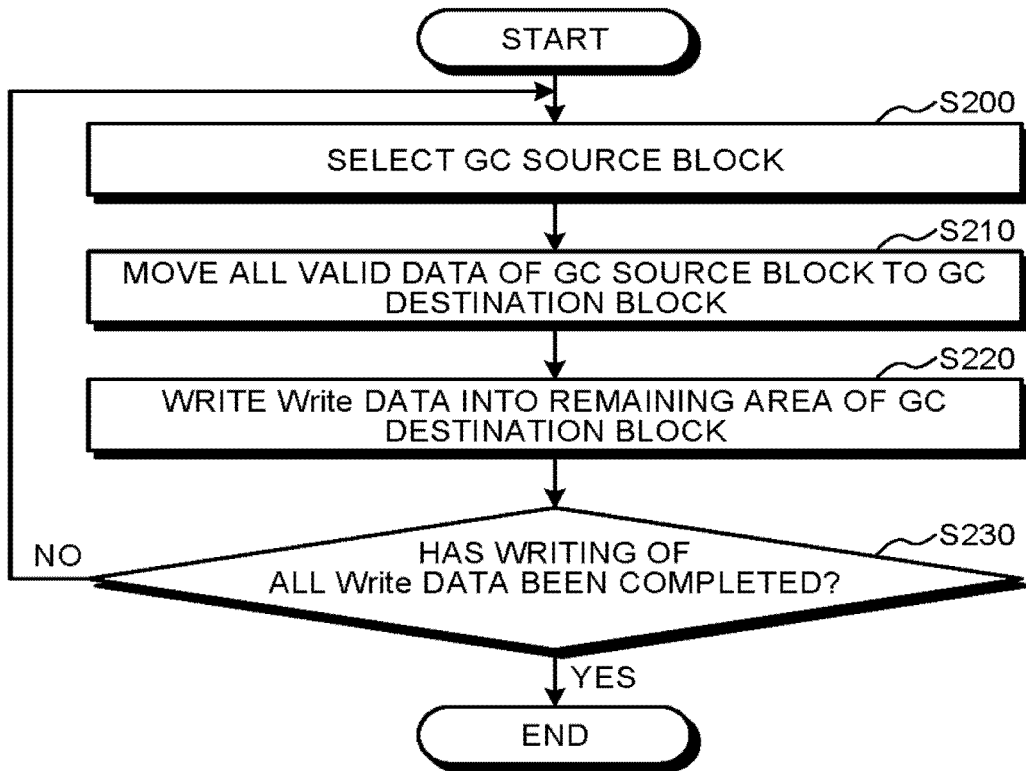 START
S200
SELECT GC SOURCE BLOCK
S210
MOVE ALL VALID DATA OF GC SOURCE BLOCK TO GC
DESTINATION BLOCK
S220
WRITE Write DATA INTO REMAINING AREA OF GC
DESTINATION BLOCK
S230
HAS WRITING OF
ALL Write DATA BEEN COMPLETED?
NO
YES
END